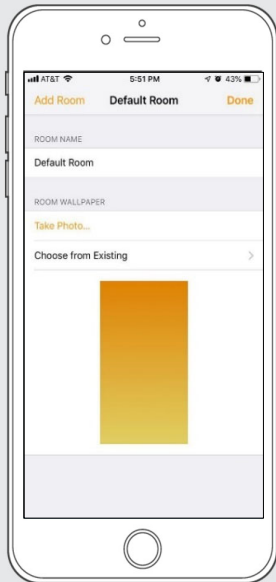 AT&T 5:51 PM 43%
Add Room Default Room Done
ROOM NAME
Default Room
ROOM WALLPAPER
Take Photo...
Choose from Existing